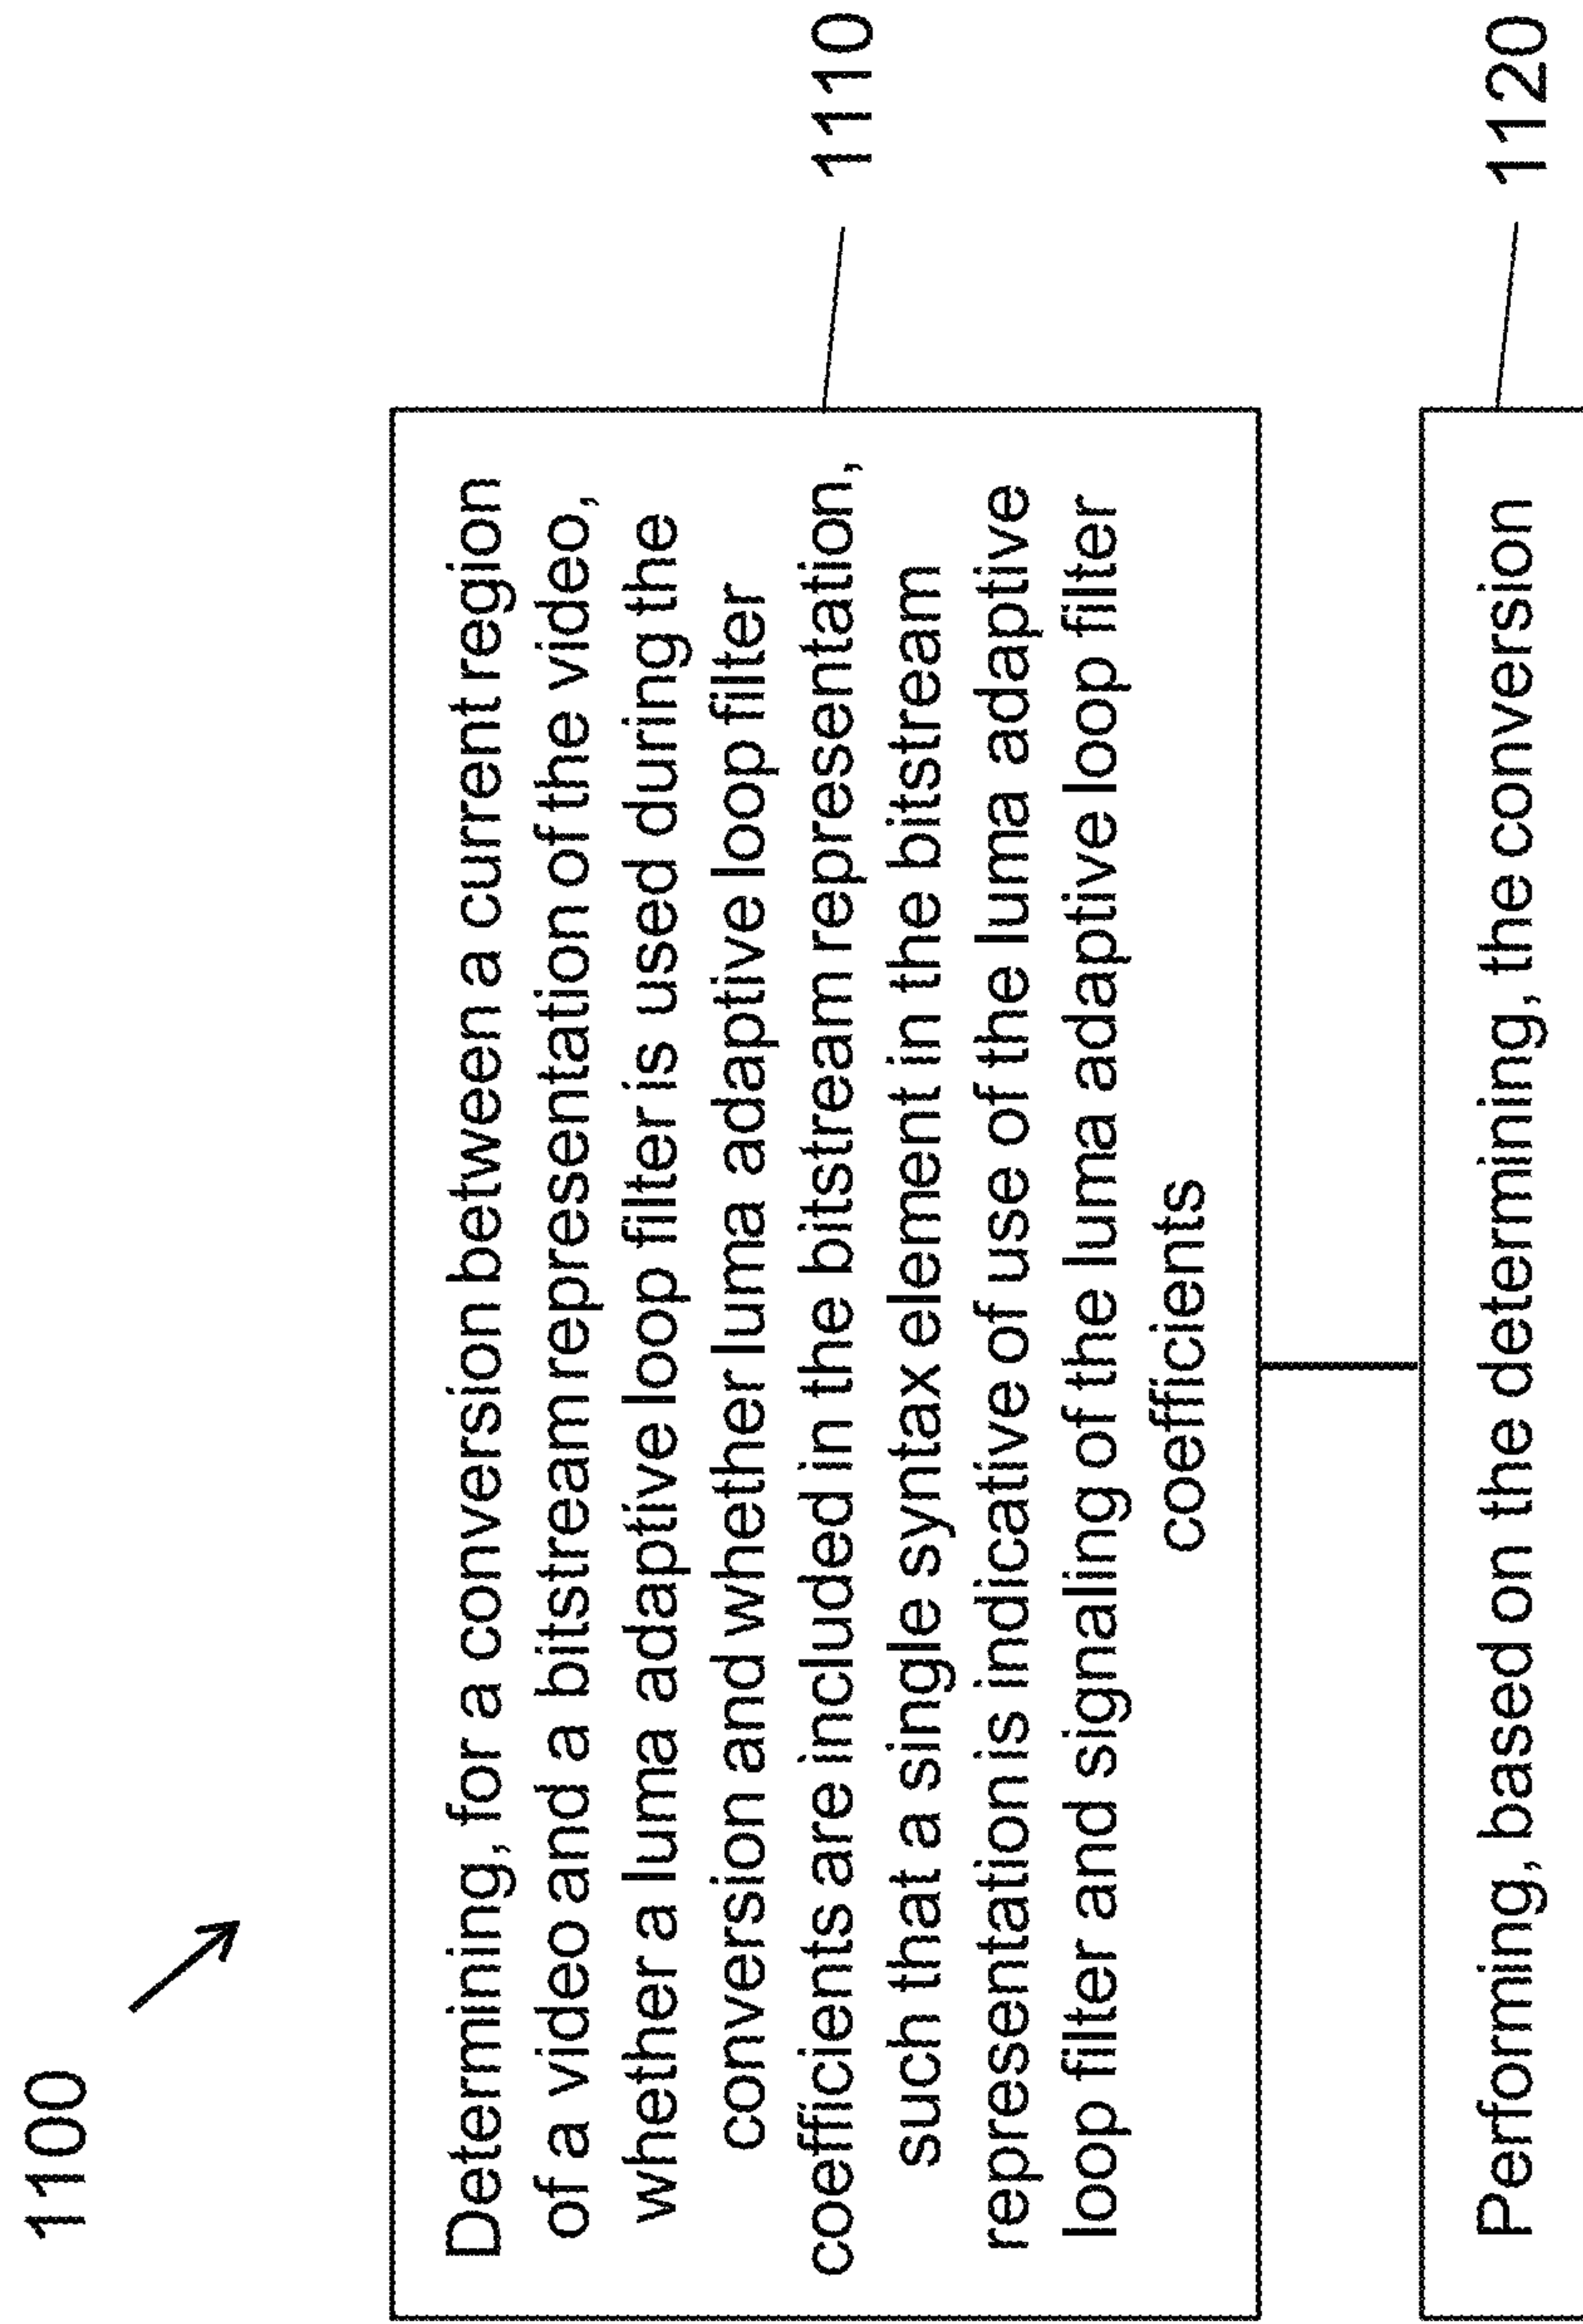 1100
Determining, for a conversion between a current region
of a video and a bitstream representation of the video,
whether a luma adaptive loop filter is used during the
conversion and whether luma adaptive loop filter
coefficients are included in the bitstream representation,
such that a single syntax element in the bitstream
representation is indicative of use of the luma adaptive
loop filter and signaling of the luma adaptive loop filter
coefficients
1110
Performing, based on the determining, the conversion
1120